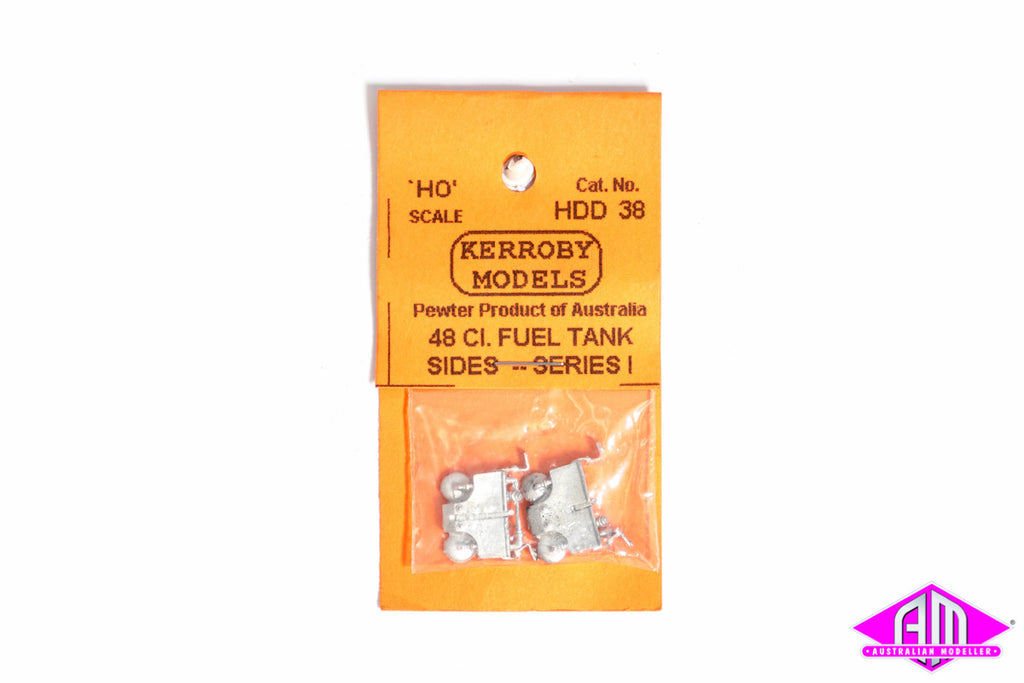 `HO'
SCALE
Cat. No.
HDD 38
KERROBY
MODELS
Pewter Product of Australia
48 Cl. FUEL TANK
SIDES -- SERIES I
AM
· AUSTRALIAN MODELLER ·
®